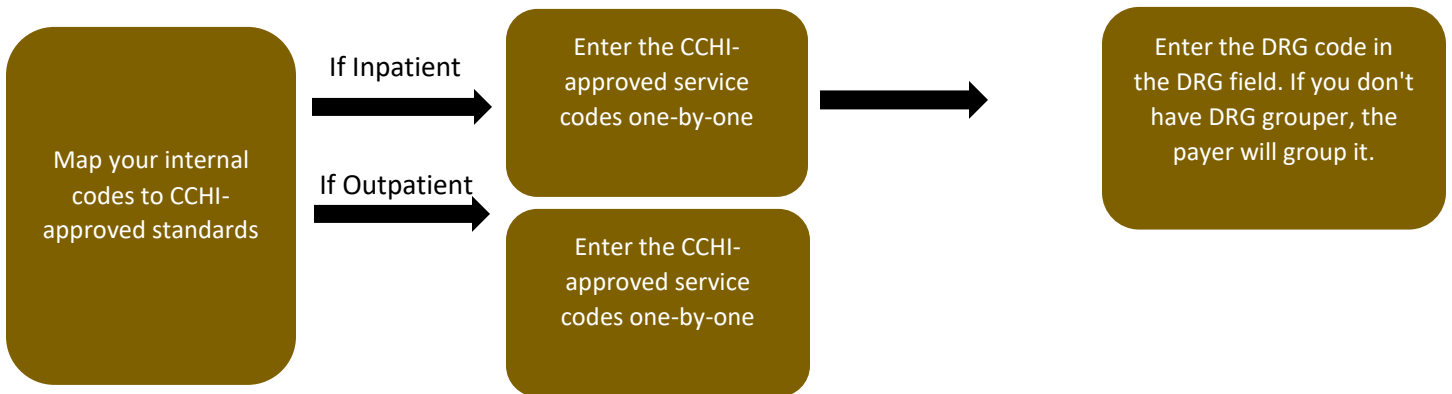 Map your internal
codes to CCHI-
approved standards
If Inpatient
If Outpatient
Enter the CCHI-
approved service
codes one-by-one
Enter the CCHI-
approved service
codes one-by-one
Enter the DRG code in
the DRG field. If you don't
have DRG grouper, the
payer will group it.